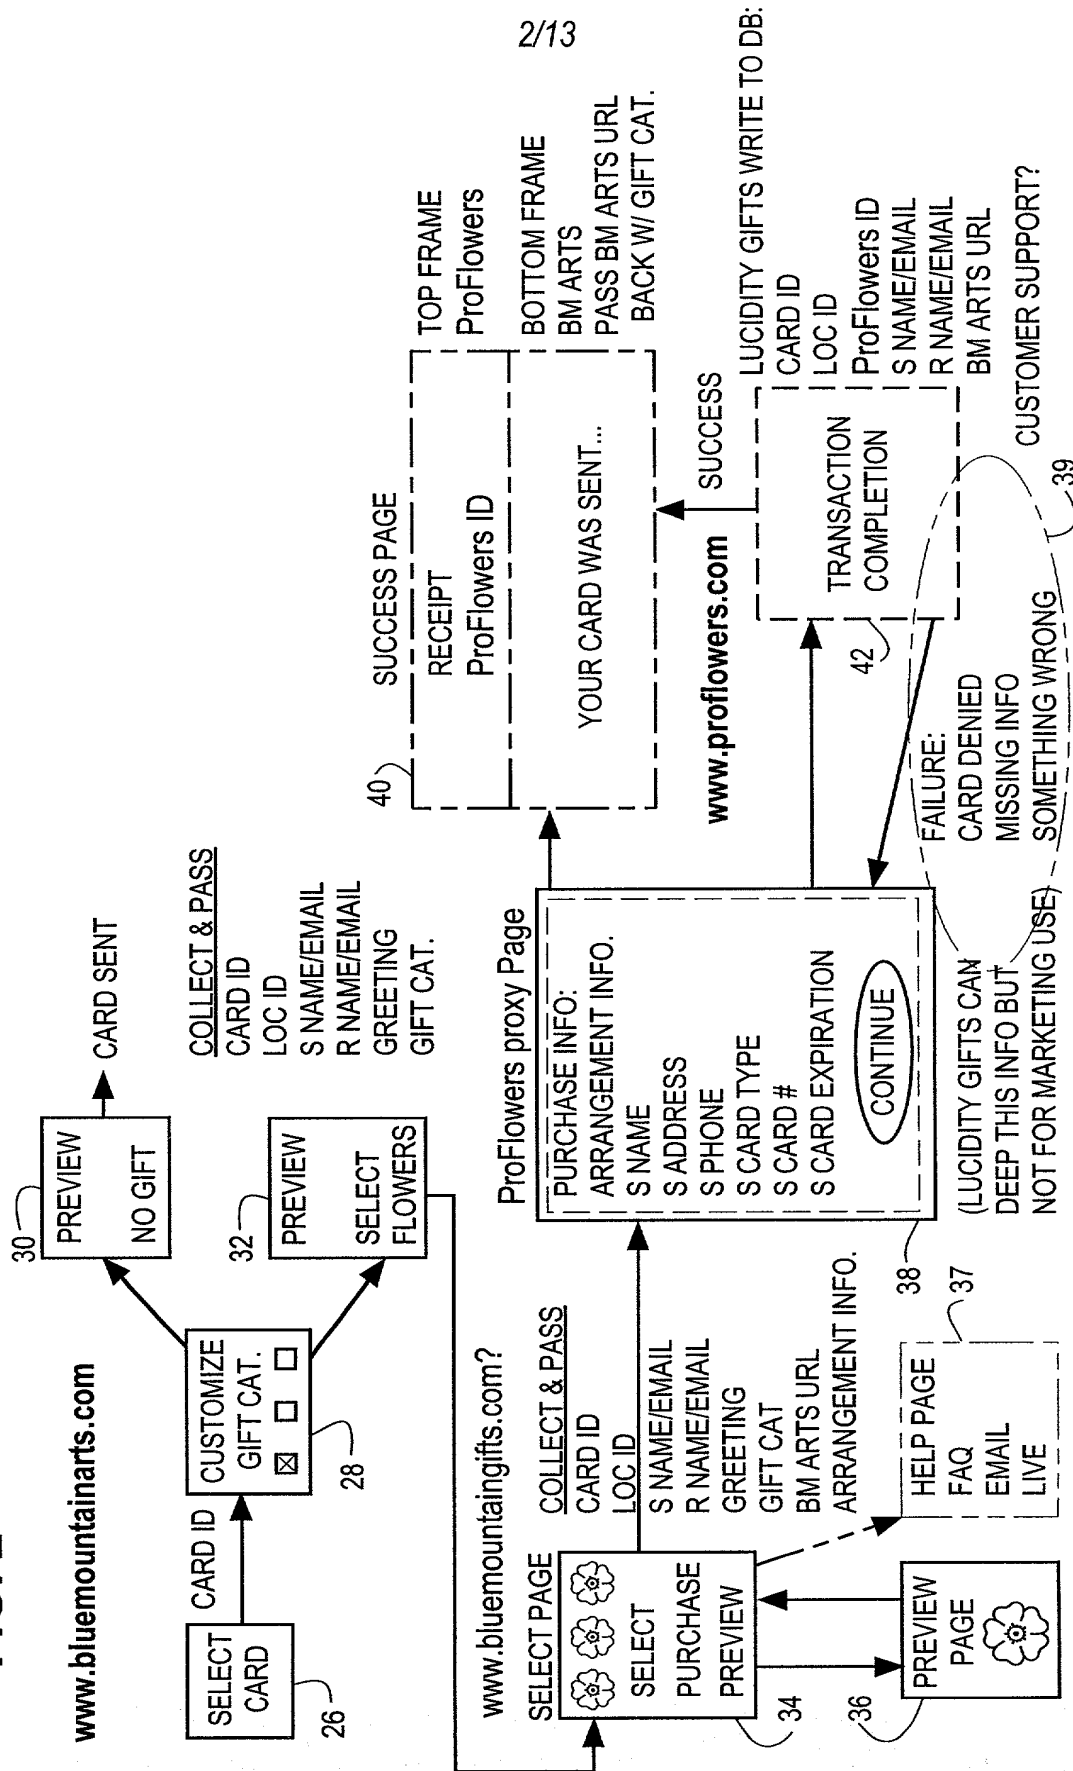 2/13
www.bluemountainarts.com
SELECT
CARD
26
CARD ID
CUSTOMIZE
GIFT CAT.
28
30
PREVIEW
NO GIFT
CARD SENT
32
PREVIEW
SELECT
FLOWERS
COLLECT & PASS
CARD ID
LOC ID
S NAME/EMAIL
R NAME/EMAIL
GREETING
GIFT CAT.
www.bluemountaingifts.com?
SELECT PAGE
SELECT
PURCHASE
PREVIEW
34
36
PREVIEW
PAGE
COLLECT & PASS
CARD ID
LOC ID
S NAME/EMAIL
R NAME/EMAIL
GREETING
GIFT CAT
BM ARTS URL
ARRANGEMENT INFO.
HELP PAGE
FAQ
EMAIL
LIVE
37
ProFlowers proxy Page
PURCHASE INFO:
ARRANGEMENT INFO.
S NAME
S ADDRESS
S PHONE
S CARD TYPE
S CARD #
S CARD EXPIRATION
CONTINUE
38
(LUCIDITY GIFTS CAN
DEEP THIS INFO BUT
NOT FOR MARKETING USE)
SUCCESS PAGE
40
RECEIPT
ProFlowers ID
YOUR CARD WAS SENT...
TOP FRAME
ProFlowers
BOTTOM FRAME
BM ARTS
PASS BM ARTS URL
BACK W/ GIFT CAT.
www.proflowers.com
SUCCESS
TRANSACTION
COMPLETION
42
LUCIDITY GIFTS WRITE TO DB:
CARD ID
LOC ID
ProFlowers ID
S NAME/EMAIL
R NAME/EMAIL
BM ARTS URL
FAILURE:
CARD DENIED
MISSING INFO
SOMETHING WRONG
CUSTOMER SUPPORT?
39